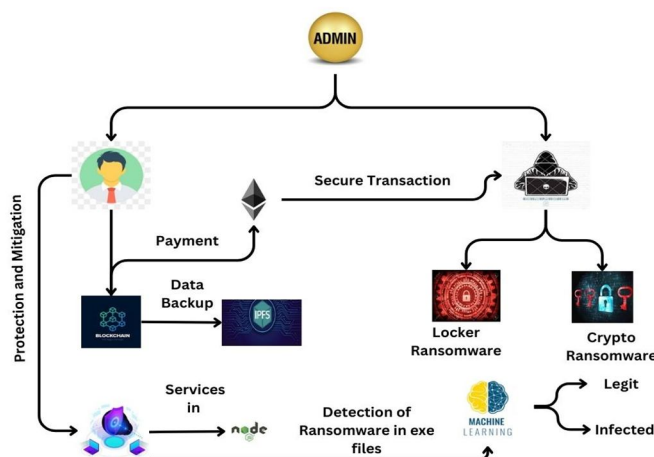 ADMIN
Secure Transaction
Protection and Mitigation
Payment
Data
Backup
BLOCKCHAIN
IPFS
Locker
Ransomware
Crypto
Ransomware
Services
in
node
Detection of
Ransomware in exe
files
MACHINE
LEARNING
Legit
Infected